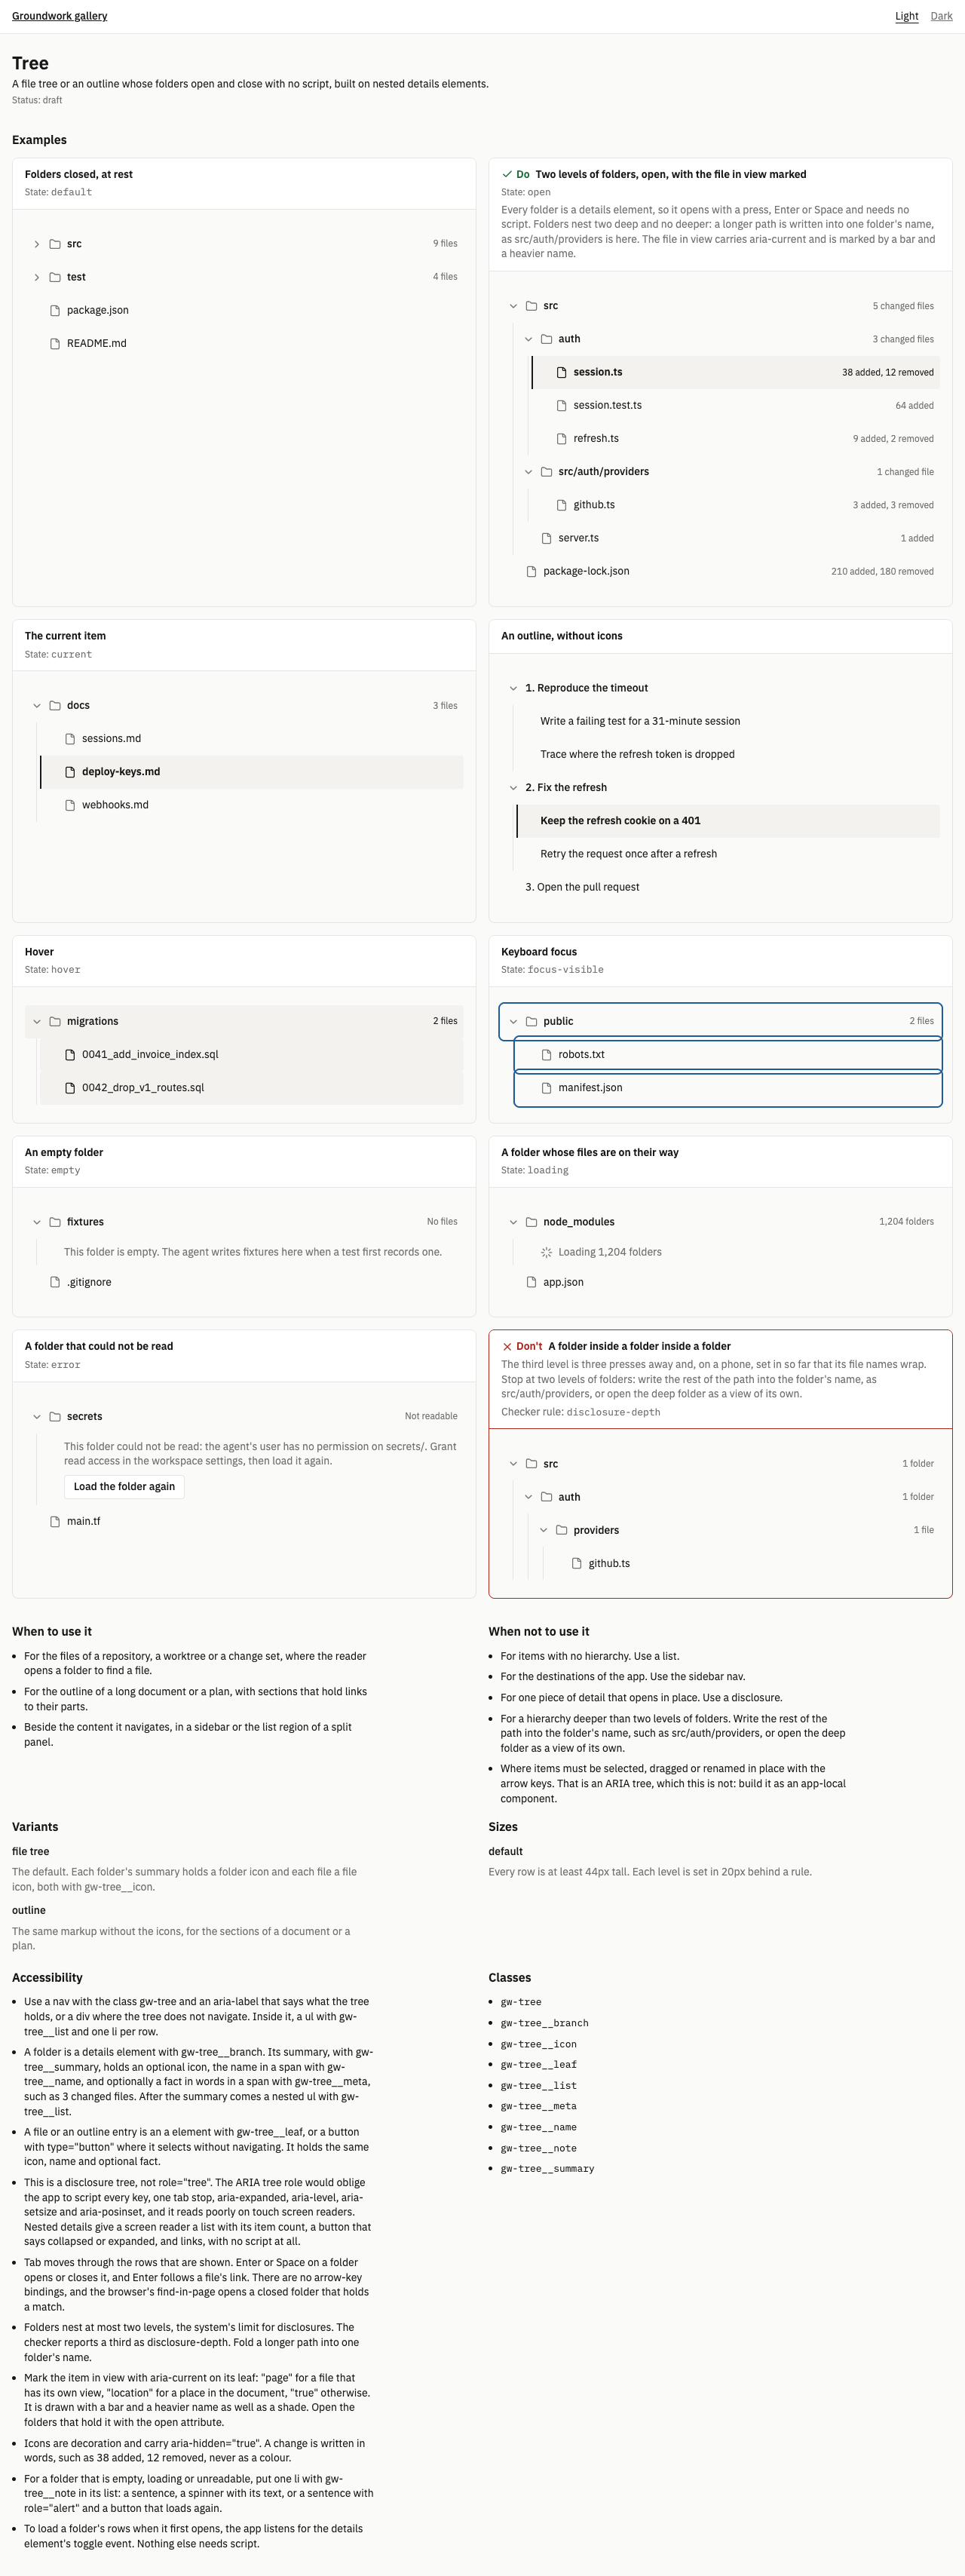 Groundwork gallery
Light
Dark
Tree
A file tree or an outline whose folders open and close with no script, built on nested details elements.
Status: draft
Examples
Folders closed, at rest
State: default
src
9 files
test
4 files
package.json
README.md
Do Two levels of folders, open, with the file in view marked
State: open
Every folder is a details element, so it opens with a press, Enter or Space and needs no
script. Folders nest two deep and no deeper: a longer path is written into one folder's name,
as src/auth/providers is here. The file in view carries aria-current and is marked by a bar and
a heavier name.
src
5 changed files
auth
3 changed files
session.ts
38 added, 12 removed
session.test.ts
64 added
refresh.ts
9 added, 2 removed
src/auth/providers
1 changed file
github.ts
3 added, 3 removed
server.ts
1 added
package-lock.json
210 added, 180 removed
The current item
State: current
docs
3 files
sessions.md
deploy-keys.md
webhooks.md
An outline, without icons
1. Reproduce the timeout
Write a failing test for a 31-minute session
Trace where the refresh token is dropped
2. Fix the refresh
Keep the refresh cookie on a 401
Retry the request once after a refresh
3. Open the pull request
Hover
State: hover
migrations
2 files
0041_add_invoice_index.sql
0042_drop_v1_routes.sql
Keyboard focus
State: focus-visible
public
2 files
robots.txt
manifest.json
An empty folder
State: empty
fixtures
No files
This folder is empty. The agent writes fixtures here when a test first records one.
.gitignore
A folder whose files are on their way
State: loading
node_modules
1,204 folders
Loading 1,204 folders
app.json
A folder that could not be read
State: error
secrets
Not readable
This folder could not be read: the agent's user has no permission on secrets/. Grant
read access in the workspace settings, then load it again.
Load the folder again
main.tf
Don't A folder inside a folder inside a folder
The third level is three presses away and, on a phone, set in so far that its file names wrap.
Stop at two levels of folders: write the rest of the path into the folder's name, as
src/auth/providers, or open the deep folder as a view of its own.
Checker rule: disclosure-depth
src
1 folder
auth
1 folder
providers
1 file
github.ts
When to use it
For the files of a repository, a worktree or a change set, where the reader
opens a folder to find a file.
For the outline of a long document or a plan, with sections that hold links
to their parts.
Beside the content it navigates, in a sidebar or the list region of a split
panel.
When not to use it
For items with no hierarchy. Use a list.
For the destinations of the app. Use the sidebar nav.
For one piece of detail that opens in place. Use a disclosure.
For a hierarchy deeper than two levels of folders. Write the rest of the
path into the folder's name, such as src/auth/providers, or open the deep
folder as a view of its own.
Where items must be selected, dragged or renamed in place with the
arrow keys. That is an ARIA tree, which this is not: build it as an app-local
component.
Variants
file tree
The default. Each folder's summary holds a folder icon and each file a file
icon, both with gw-tree__icon.
outline
The same markup without the icons, for the sections of a document or a
plan.
Sizes
default
Every row is at least 44px tall. Each level is set in 20px behind a rule.
Accessibility
Use a nav with the class gw-tree and an aria-label that says what the tree
holds, or a div where the tree does not navigate. Inside it, a ul with gw-
tree__list and one li per row.
A folder is a details element with gw-tree__branch. Its summary, with gw-
tree__summary, holds an optional icon, the name in a span with gw-
tree__name, and optionally a fact in words in a span with gw-tree__meta,
such as 3 changed files. After the summary comes a nested ul with gw-
tree__list.
A file or an outline entry is an a element with gw-tree__leaf, or a button
with type="button" where it selects without navigating. It holds the same
icon, name and optional fact.
This is a disclosure tree, not role="tree". The ARIA tree role would oblige
the app to script every key, one tab stop, aria-expanded, aria-level, aria-
setsize and aria-posinset, and it reads poorly on touch screen readers.
Nested details give a screen reader a list with its item count, a button that
says collapsed or expanded, and links, with no script at all.
Tab moves through the rows that are shown. Enter or Space on a folder
opens or closes it, and Enter follows a file's link. There are no arrow-key
bindings, and the browser's find-in-page opens a closed folder that holds
a match.
Folders nest at most two levels, the system's limit for disclosures. The
checker reports a third as disclosure-depth. Fold a longer path into one
folder's name.
Mark the item in view with aria-current on its leaf: "page" for a file that
has its own view, "location" for a place in the document, "true" otherwise.
It is drawn with a bar and a heavier name as well as a shade. Open the
folders that hold it with the open attribute.
Icons are decoration and carry aria-hidden="true". A change is written in
words, such as 38 added, 12 removed, never as a colour.
For a folder that is empty, loading or unreadable, put one li with gw-
tree__note in its list: a sentence, a spinner with its text, or a sentence with
role="alert" and a button that loads again.
To load a folder's rows when it first opens, the app listens for the details
element's toggle event. Nothing else needs script.
Classes
gw-tree
gw-tree__branch
gw-tree__icon
gw-tree__leaf
gw-tree__list
gw-tree__meta
gw-tree__name
gw-tree__note
gw-tree__summary